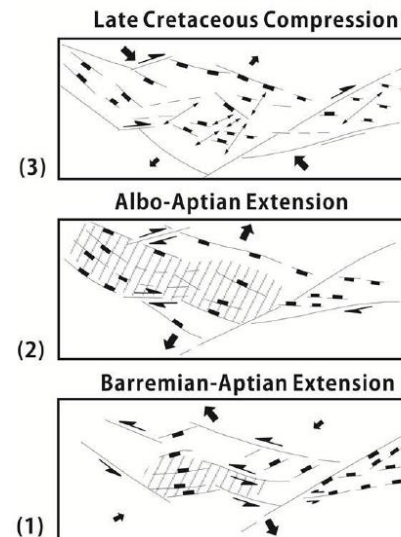 Late Cretaceous Compression
(3)
Albo-Aptian Extension
(2)
Barremian-Aptian Extension
(1)